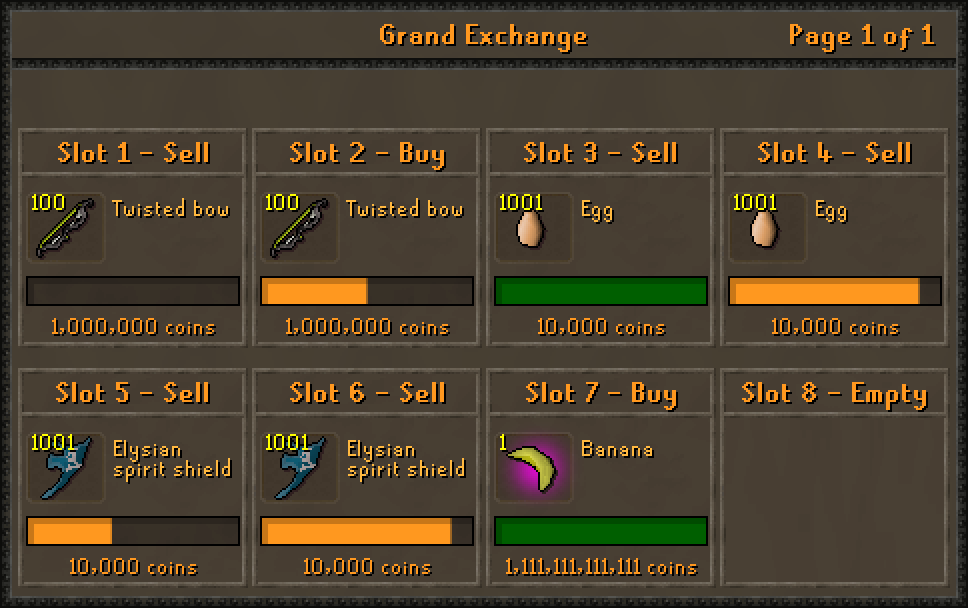 Grand Exchange
Page 1 of 1
Slot 1 - Sell
100
Twisted bow
1,000,000 coins
Slot 2 - Buy
100
Twisted bow
1,000,000 coins
Slot 3 - Sell
1001
Egg
10,000 coins
Slot 4 - Sell
1001
Egg
10,000 coins
Slot 5 - Sell
1001
Elysian
spirit shield
10,000 coins
Slot 6 - Sell
1001
Elysian
spirit shield
10,000 coins
Slot 7 - Buy
1
Banana
1,111,111,111,111 coins
Slot 8 - Empty